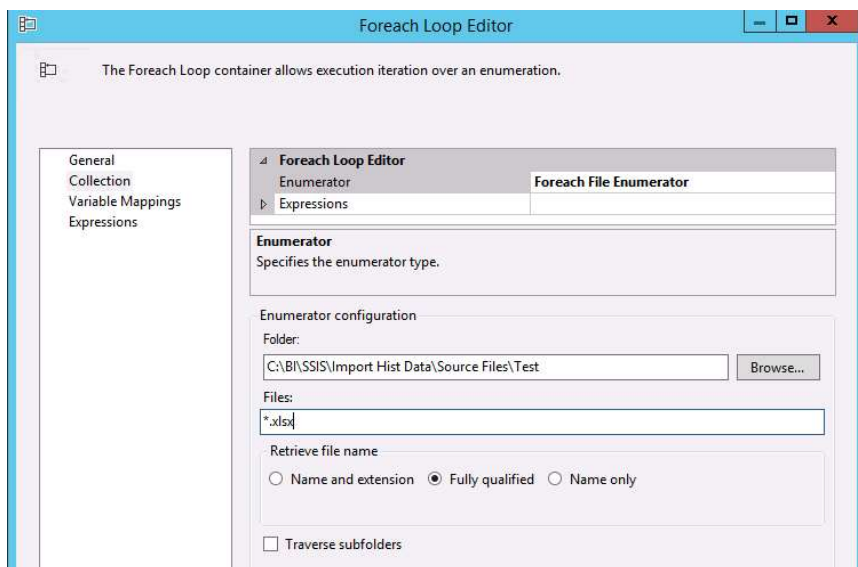 Foreach Loop Editor
The Foreach Loop container allows execution iteration over an enumeration.
General
Collection
Variable Mappings
Expressions
Foreach Loop Editor
Enumerator Foreach File Enumerator
Expressions
Enumerator
Specifies the enumerator type.
Enumerator configuration
Folder:
C:\BI\SSIS\Import Hist Data\Source Files\Test
Browse...
Files:
*.xlsx
Retrieve file name
Name and extension Fully qualified Name only
Traverse subfolders